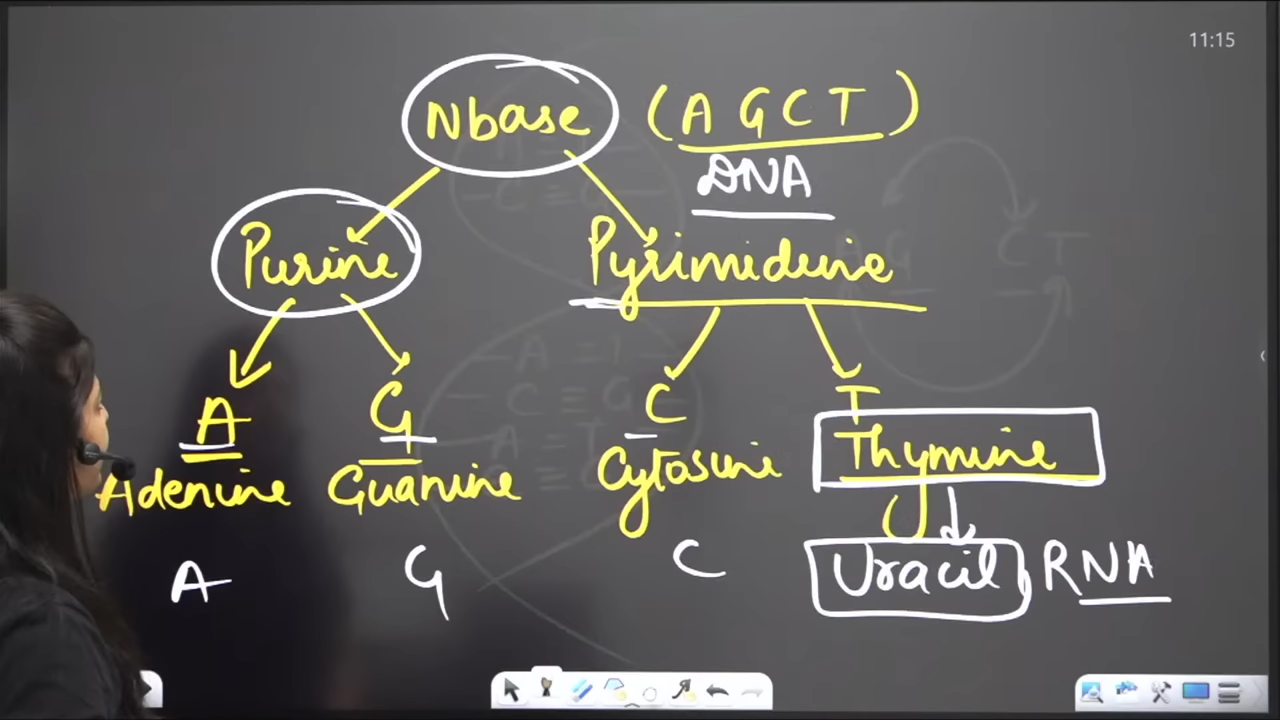 11:15
Nbase (A G C T)
DNA
Purine Pyrimidine
A G C T
Adenine Guanine Cytosine Thymine
A G C Uracil RNA